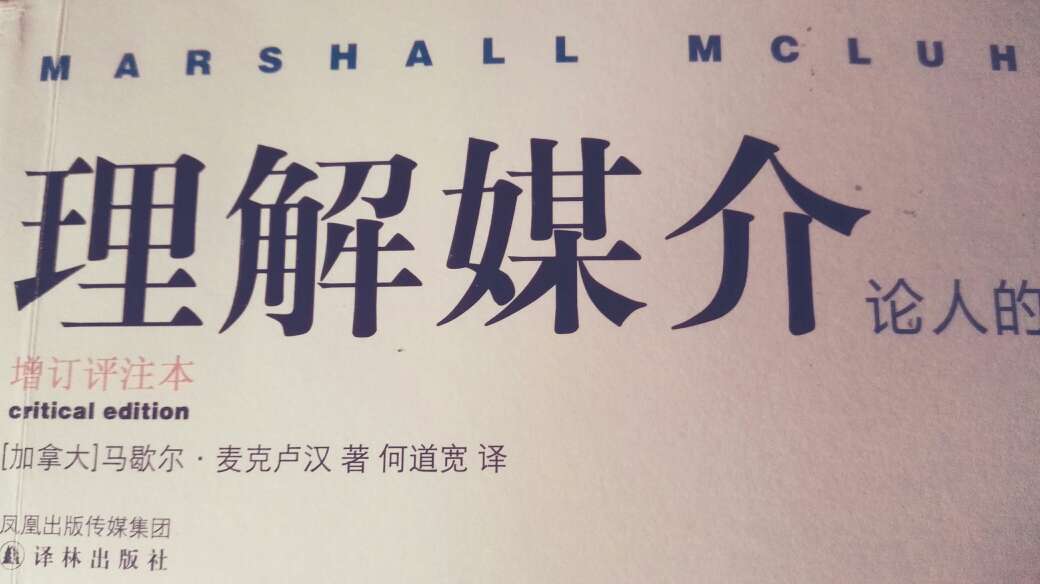 MARSHALL MCLUH
理解媒介
论人的
增订评注本
critical edition
[加拿大]马歇尔·麦克卢汉 著 何道宽 译
凤凰出版传媒集团
译林出版社